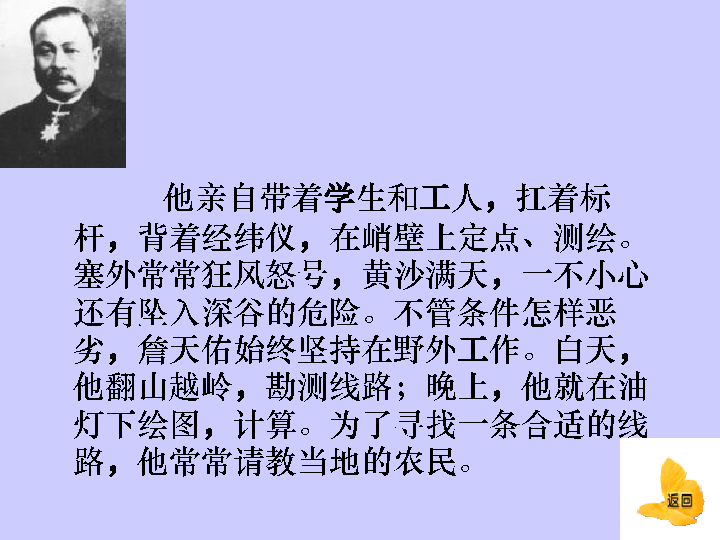 他亲自带着学生和工人，扛着标
杆，背着经纬仪，在峭壁上定点、测绘。
塞外常常狂风怒号，黄沙满天，一不小心
还有坠入深谷的危险。不管条件怎样恶
劣，詹天佑始终坚持在野外工作。白天，
他翻山越岭，勘测线路；晚上，他就在油
灯下绘图，计算。为了寻找一条合适的线
路，他常常请教当地的农民。
返回